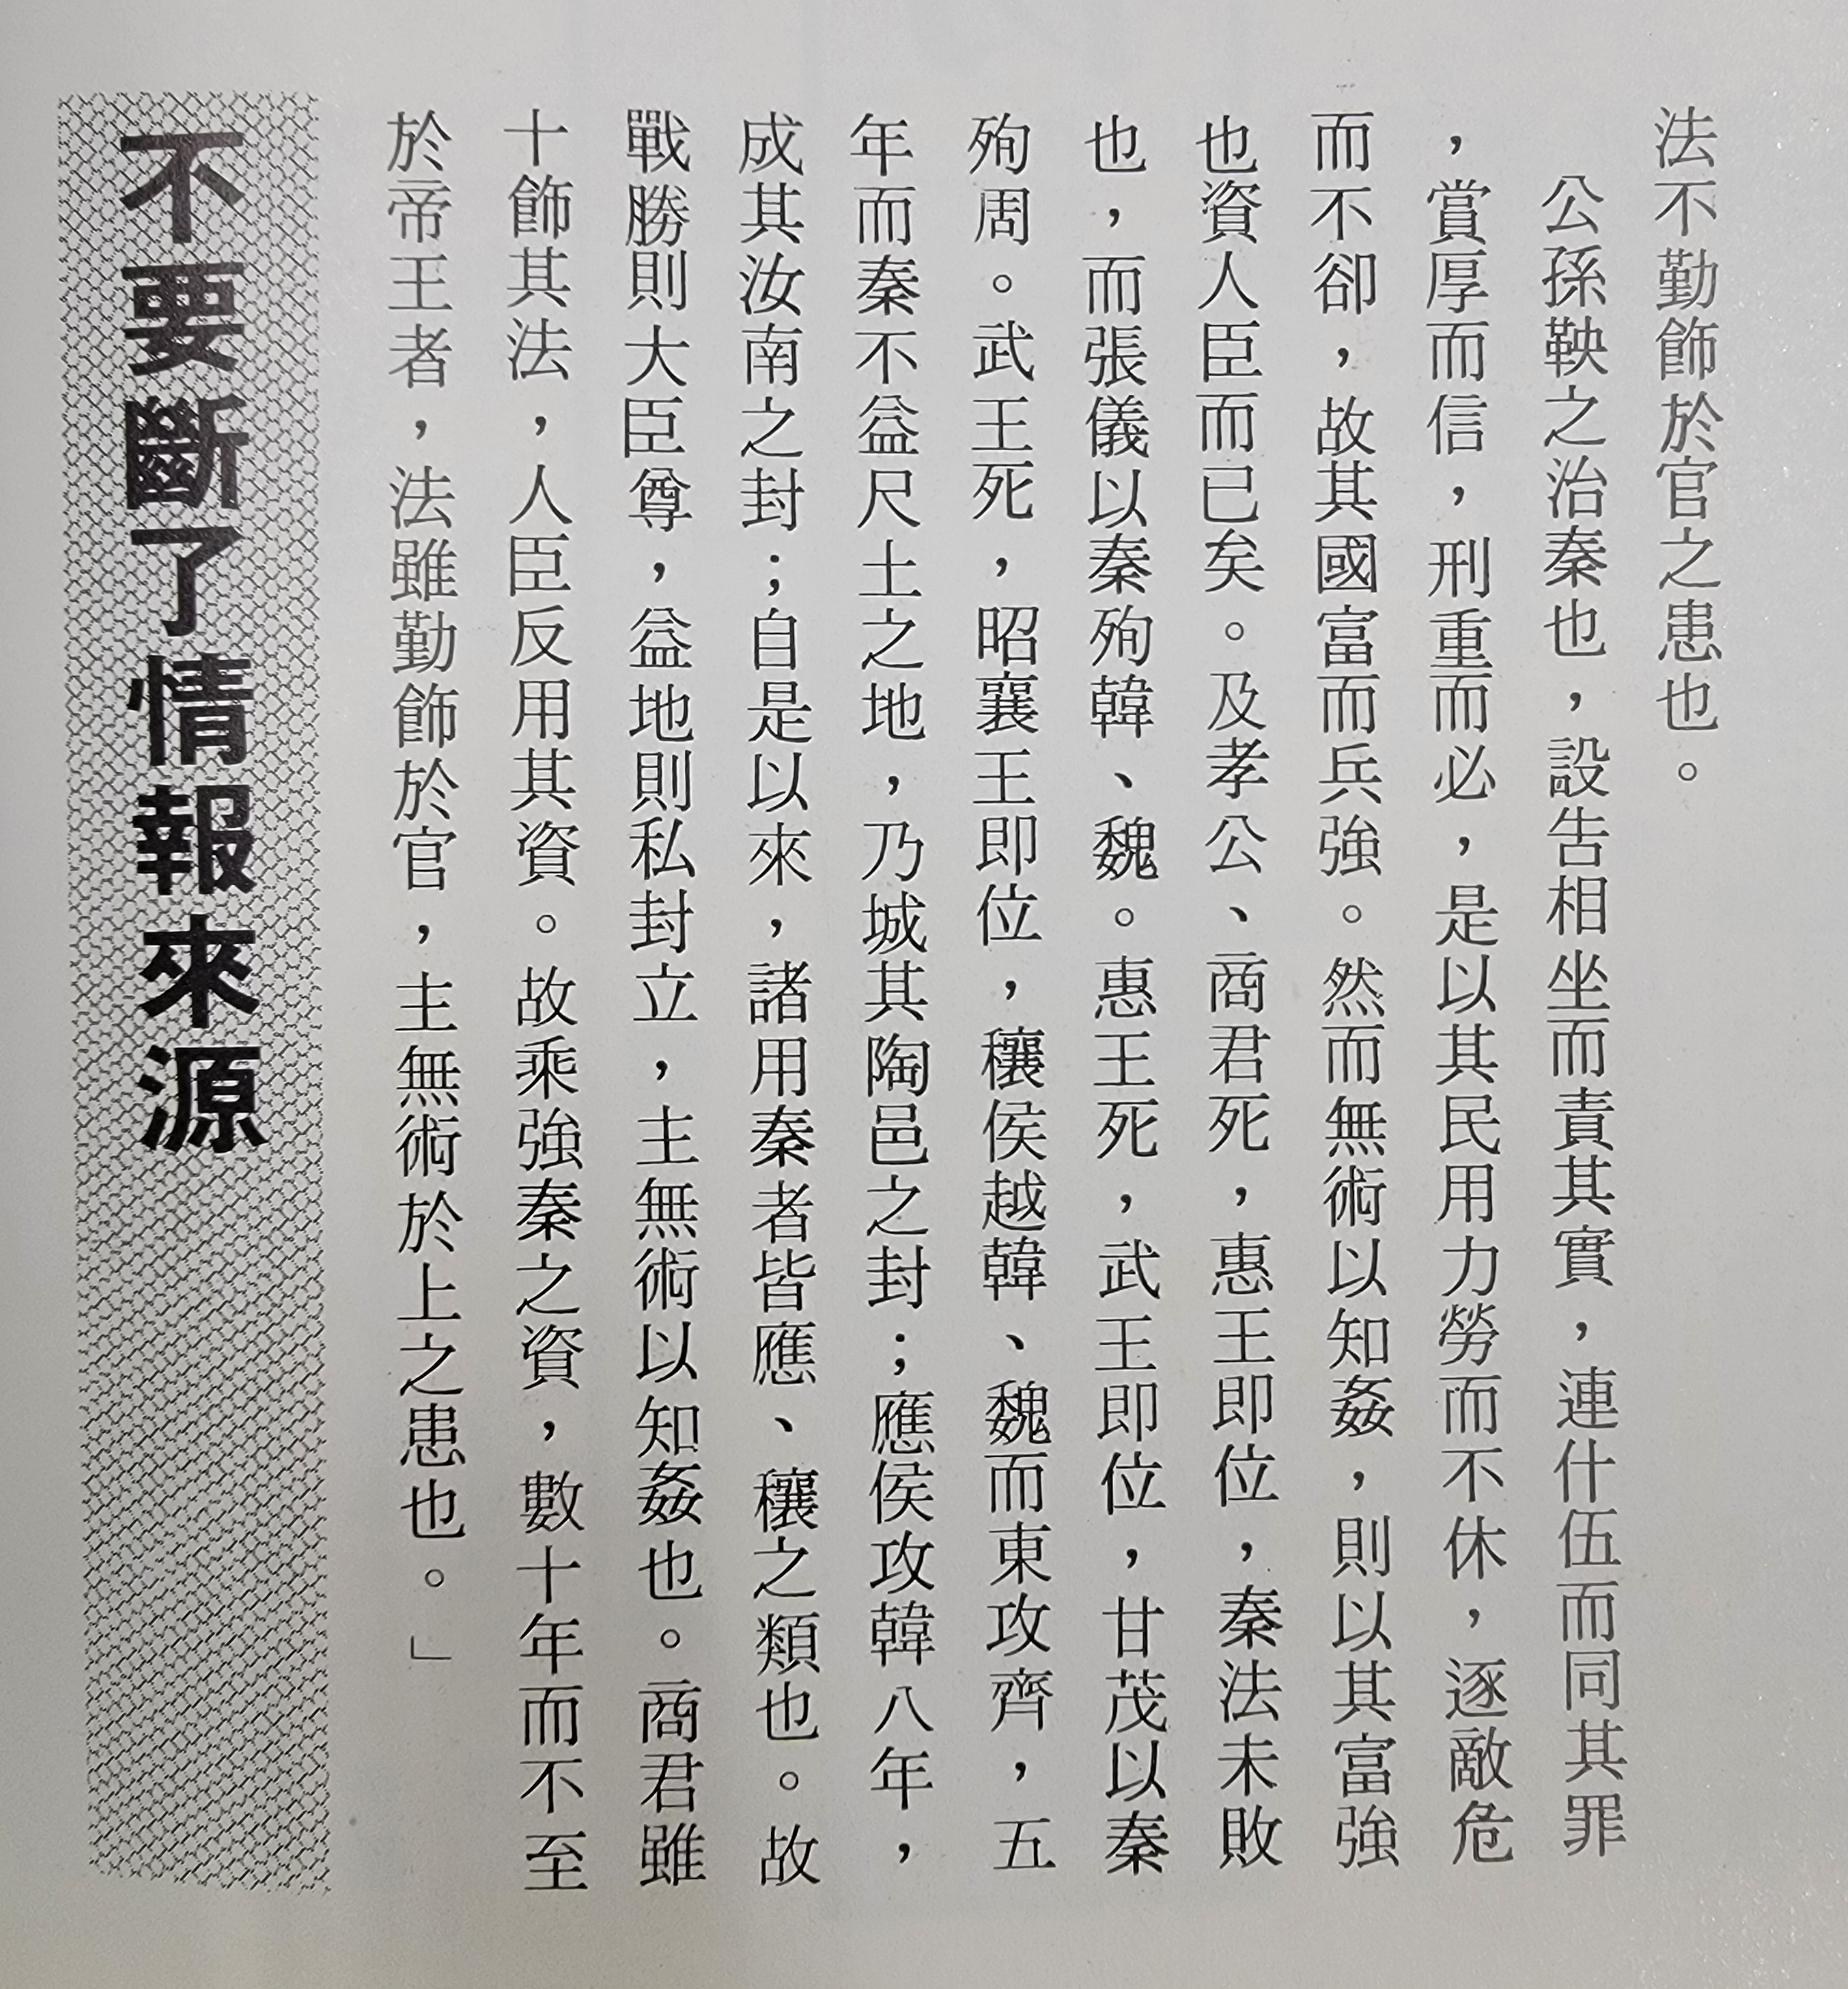 法不勤飾於官之患也。
公孫鞅之治秦也，設告相坐而責其實，連什伍而同其罪
，賞厚而信，刑重而必，是以其民用力勞而不休，逐敵危
而不卻，故其國富而兵強。然而無術以知姦，則以其富強
也資人臣而已矣。及孝公、商君死，惠王即位，秦法未敗
也，而張儀以秦殉韓、魏。惠王死，武王即位，甘茂以秦
殉周。武王死，昭襄王即位，穰侯越韓、魏而東攻齊，五
年而秦不益尺土之地，乃城其陶邑之封；應侯攻韓八年，
成其汝南之封；自是以來，諸用秦者皆應、穰之類也。故
戰勝則大臣尊，益地則私封立，主無術以知姦也。商君雖
十飾其法，人臣反用其資。故乘強秦之資，數十年而不至
於帝王者，法雖勤飾於官，主無術於上之患也。」
不要斷了情報來源